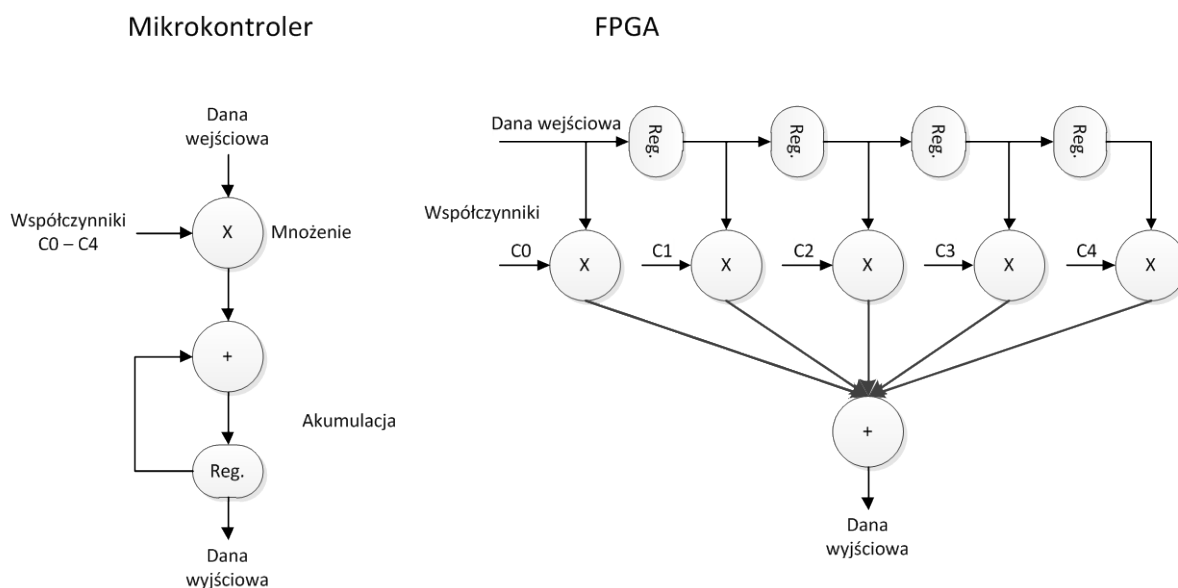 Mikrokontroler
Dana
wejściowa
Współczynniki
C0 – C4
X
Mnożenie
+
Akumulacja
Reg.
Dana
wyjściowa
FPGA
Dana wejściowa
Reg.
Reg.
Reg.
Reg.
Współczynniki
C0
X
C1
X
C2
X
C3
X
C4
X
+
Dana
wyjściowa